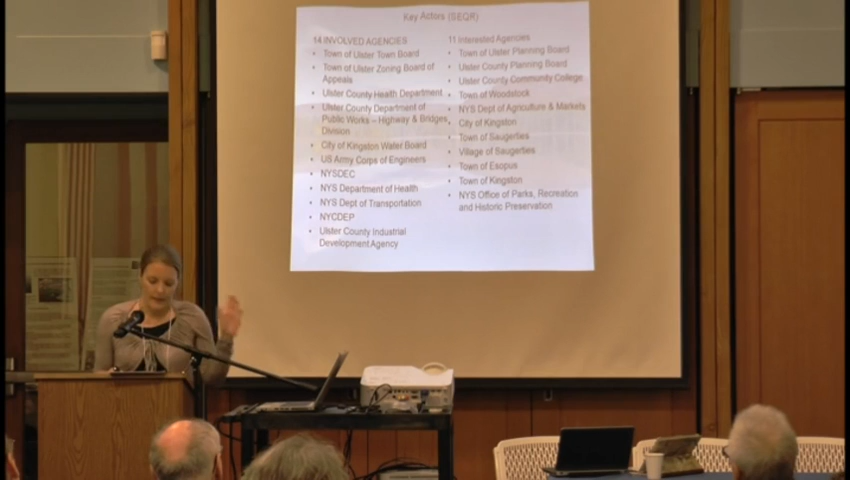 Key Actors (SEQR)
14 INVOLVED AGENCIES
• Town of Ulster Town Board
• Town of Ulster Zoning Board of
Appeals
• Ulster County Health Department
• Ulster County Department of
Public Works – Highway & Bridges
Division
• City of Kingston Water Board
• US Army Corps of Engineers
• NYSDEC
• NYS Department of Health
• NYS Dept of Transportation
• NYCDEP
• Ulster County Industrial
Development Agency
11 Interested Agencies
• Town of Ulster Planning Board
• Ulster County Planning Board
• Ulster County Community College
• Town of Woodstock
• NYS Dept of Agriculture & Markets
• City of Kingston
• Town of Saugerties
• Village of Saugerties
• Town of Esopus
• Town of Kingston
• NYS Office of Parks, Recreation
and Historic Preservation